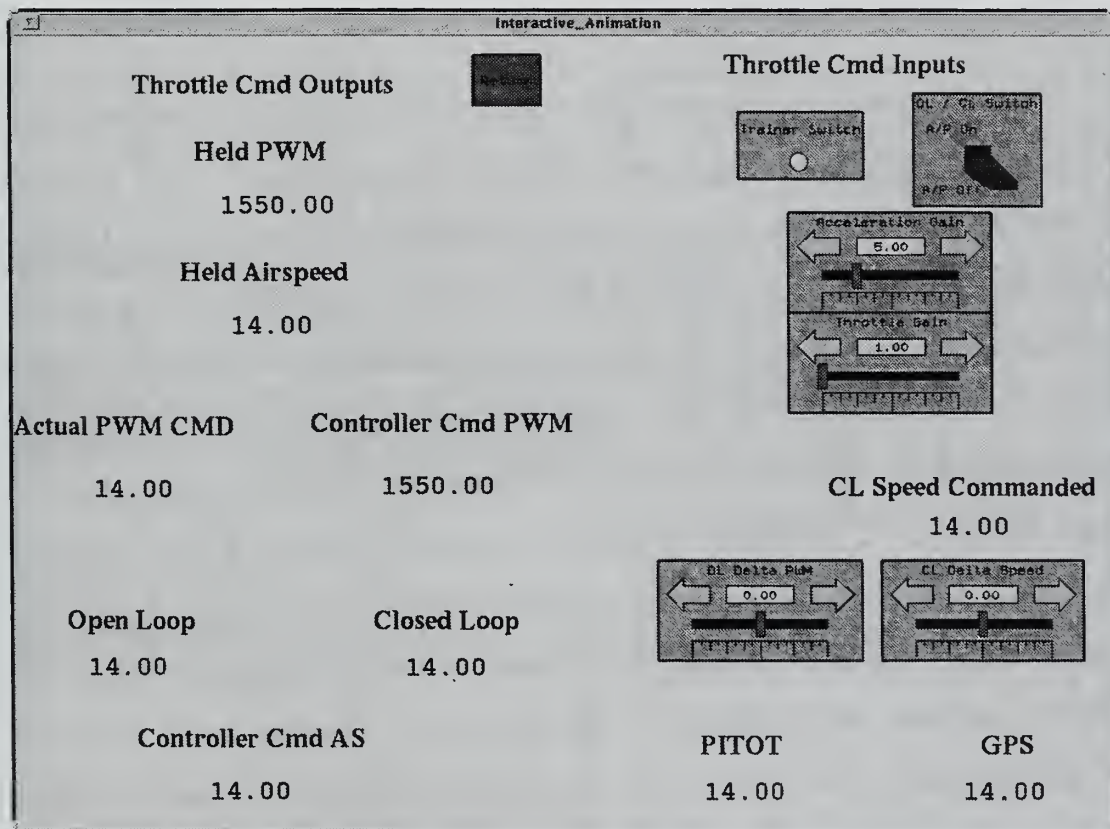 Interactive_Animation
Throttle Cmd Outputs
Throttle Cmd Inputs
Trainer Switch
OL / CL Switch
A/P On
A/P Off
Held PWM
1550.00
Held Airspeed
14.00
Acceleration Gain
5.00
Throttle Gain
1.00
Actual PWM CMD
14.00
Controller Cmd PWM
1550.00
CL Speed Commanded
14.00
OL Delta PWM
0.00
CL Delta Speed
0.00
Open Loop
14.00
Closed Loop
14.00
Controller Cmd AS
14.00
PITOT
14.00
GPS
14.00